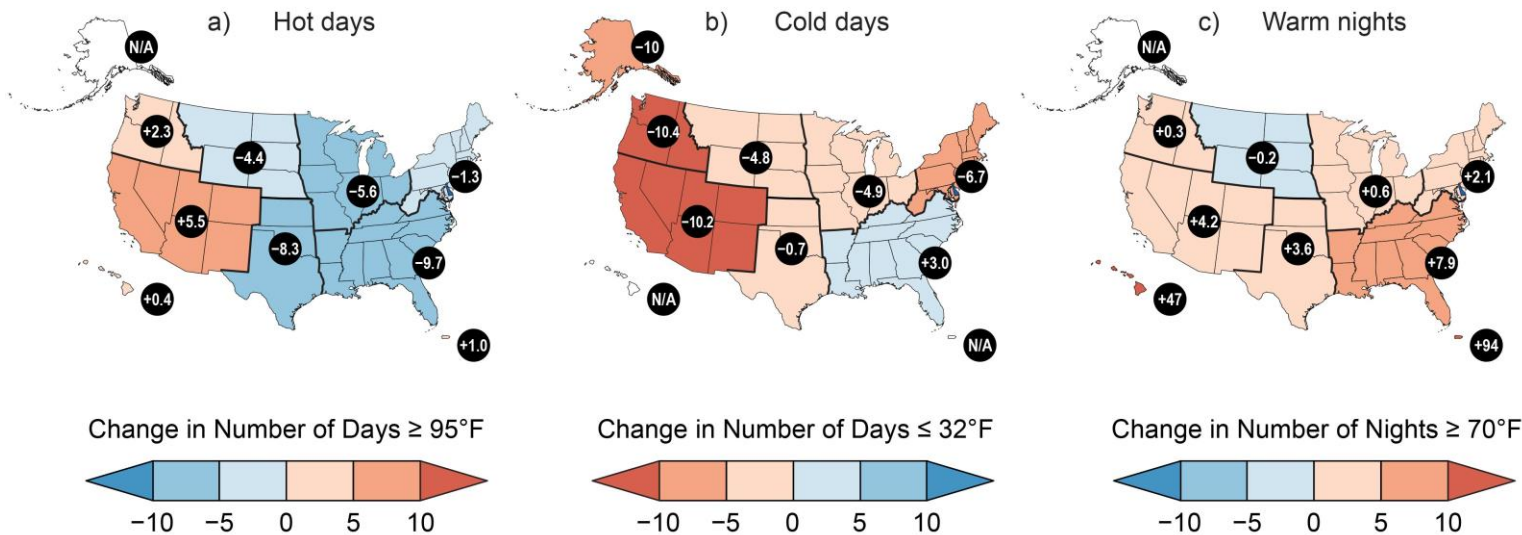 a) Hot days
N/A
+2.3
−4.4
−5.6
−1.3
+5.5
−8.3
−9.7
+0.4
+1.0
Change in Number of Days ≥ 95°F
−10 −5 0 5 10
b) Cold days
−10
−10.4
−4.8
−4.9
−6.7
−10.2
−0.7
+3.0
N/A
N/A
Change in Number of Days ≤ 32°F
−10 −5 0 5 10
c) Warm nights
N/A
+0.3
−0.2
+0.6
+2.1
+4.2
+3.6
+7.9
+47
+94
Change in Number of Nights ≥ 70°F
−10 −5 0 5 10